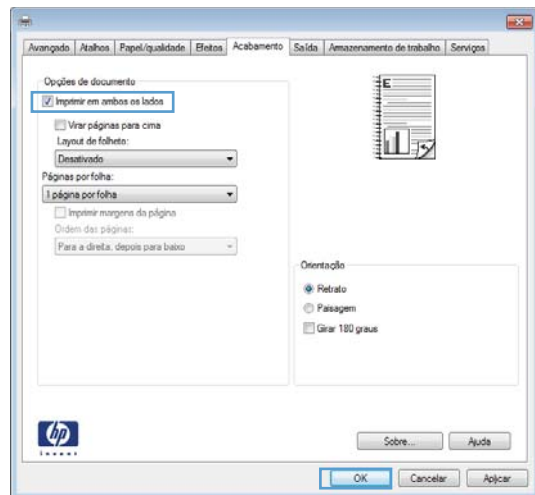 Avançado Atalhos Papel/qualidade Efeitos Acabamento Saída Armazenamento de trabalho Serviços
Opções de documento
Imprimir em ambos os lados
Virar páginas para cima
Layout de folheto:
Desativado
Páginas por folha:
1 página por folha
Imprimir margens da página
Ordem das páginas:
Para a direita, depois para baixo
E
Orientação
Retrato
Paisagem
Girar 180 graus
hp
invent
Sobre... Ajuda
OK Cancelar Aplicar